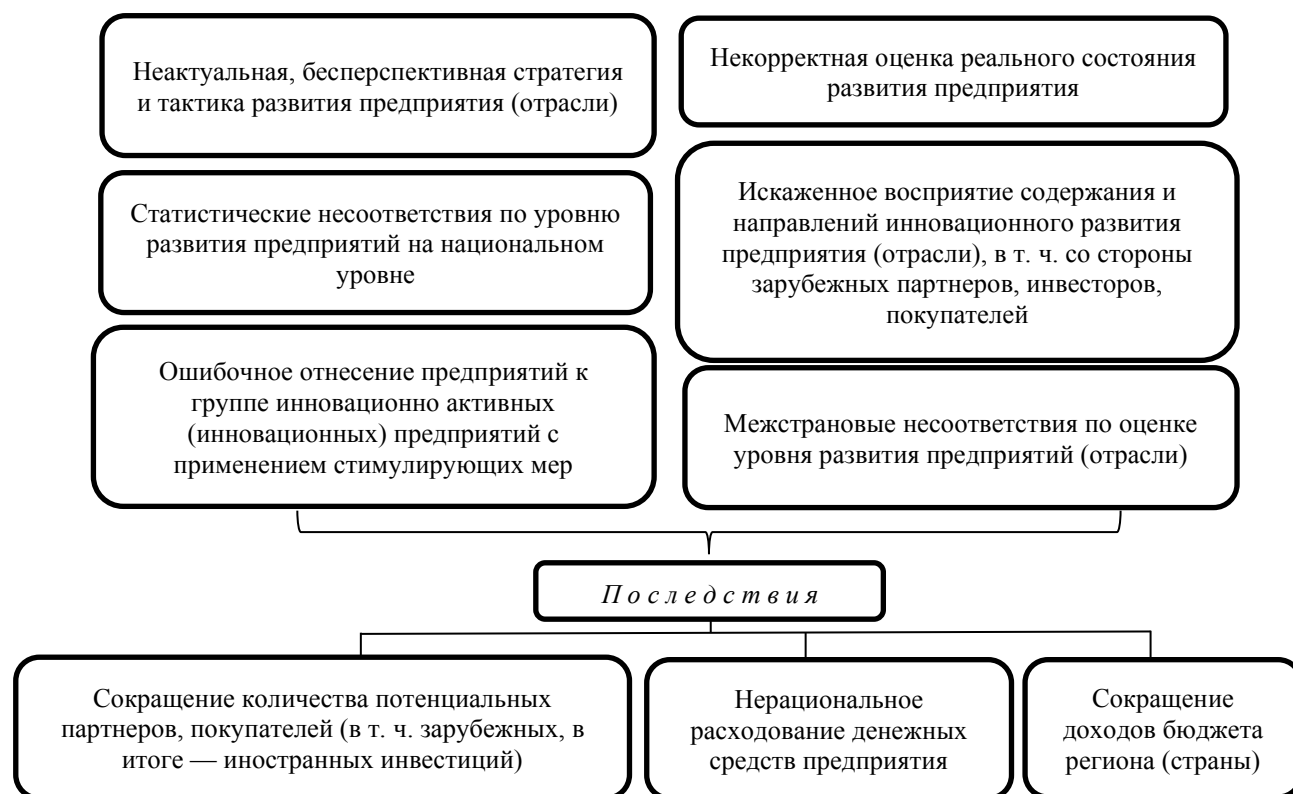 Неактуальная, бесперспективная стратегия
и тактика развития предприятия (отрасли)
Некорректная оценка реального состояния
развития предприятия
Статистические несоответствия по уровню
развития предприятий на национальном
уровне
Искаженное восприятие содержания и
направлений инновационного развития
предприятия (отрасли), в т. ч. со стороны
зарубежных партнеров, инвесторов,
покупателей
Ошибочное отнесение предприятий к
группе инновационно активных
(инновационных) предприятий с
применением стимулирующих мер
Межстрановые несоответствия по оценке
уровня развития предприятий (отрасли)
Последствия
Сокращение количества потенциальных
партнеров, покупателей (в т. ч. зарубежных, в
итоге — иностранных инвестиций)
Нерациональное
расходование денежных
средств предприятия
Сокращение
доходов бюджета
региона (страны)